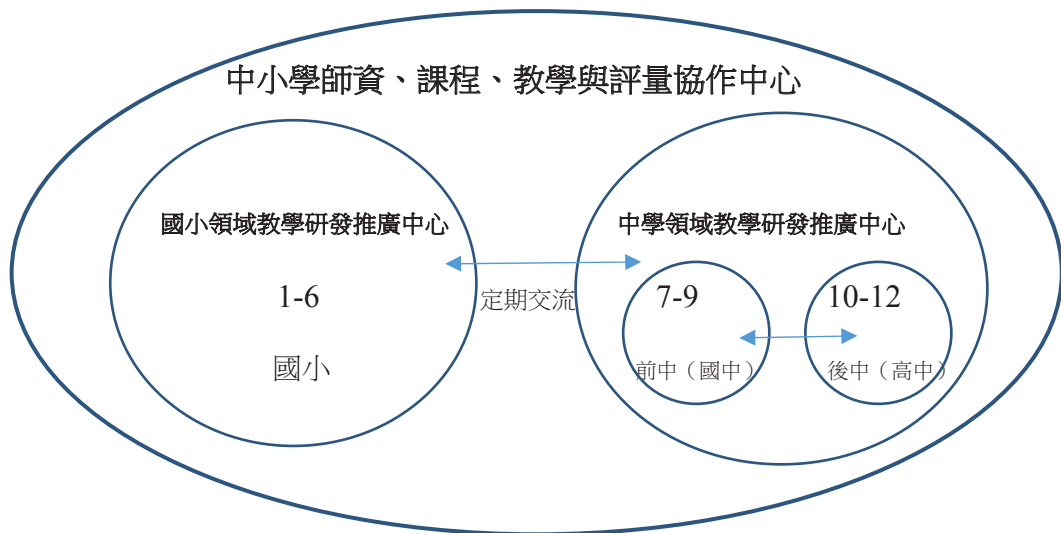 中小學師資、課程、教學與評量協作中心
國小領域教學研發推廣中心
1-6
國小
定期交流
中學領域教學研發推廣中心
7-9
前中（國中）
10-12
後中（高中）